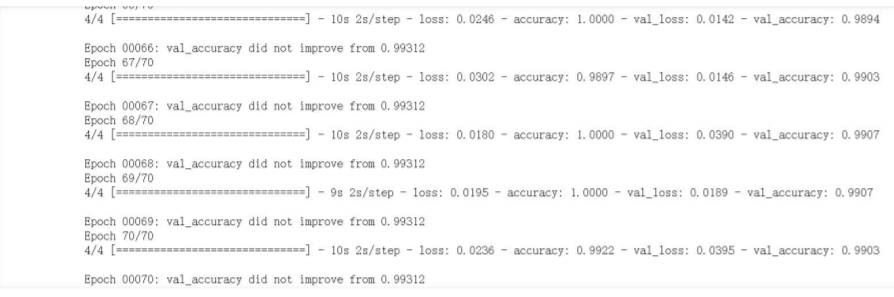 4/4 [==============================] - 10s 2s/step - loss: 0.0246 - accuracy: 1.0000 - val_loss: 0.0142 - val_accuracy: 0.9894
Epoch 00066: val_accuracy did not improve from 0.99312
Epoch 67/70
4/4 [==============================] - 10s 2s/step - loss: 0.0302 - accuracy: 0.9897 - val_loss: 0.0146 - val_accuracy: 0.9903
Epoch 00067: val_accuracy did not improve from 0.99312
Epoch 68/70
4/4 [==============================] - 10s 2s/step - loss: 0.0180 - accuracy: 1.0000 - val_loss: 0.0390 - val_accuracy: 0.9907
Epoch 00068: val_accuracy did not improve from 0.99312
Epoch 69/70
4/4 [==============================] - 9s 2s/step - loss: 0.0195 - accuracy: 1.0000 - val_loss: 0.0189 - val_accuracy: 0.9907
Epoch 00069: val_accuracy did not improve from 0.99312
Epoch 70/70
4/4 [==============================] - 10s 2s/step - loss: 0.0236 - accuracy: 0.9922 - val_loss: 0.0395 - val_accuracy: 0.9903
Epoch 00070: val_accuracy did not improve from 0.99312